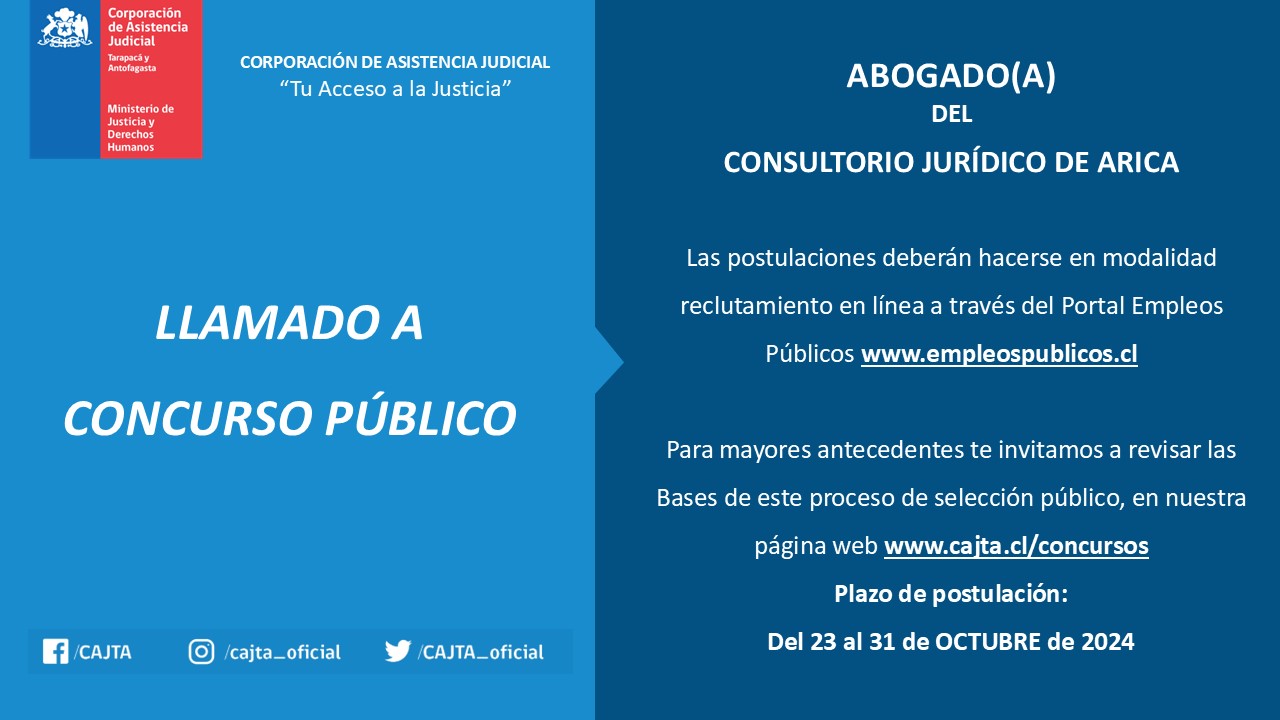 Corporación
de Asistencia
Judicial
Tarapacá y
Antofagasta
Ministerio de
Justicia y
Derechos
Humanos
CORPORACIÓN DE ASISTENCIA JUDICIAL
“Tu Acceso a la Justicia”
LLAMADO A
CONCURSO PÚBLICO
/CAJTA
/cajta_oficial
/CAJTA_oficial
ABOGADO(A)
DEL
CONSULTORIO JURÍDICO DE ARICA
Las postulaciones deberán hacerse en modalidad
reclutamiento en línea a través del Portal Empleos
Públicos www.empleospublicos.cl
Para mayores antecedentes te invitamos a revisar las
Bases de este proceso de selección público, en nuestra
página web www.cajta.cl/concursos
Plazo de postulación:
Del 23 al 31 de OCTUBRE de 2024